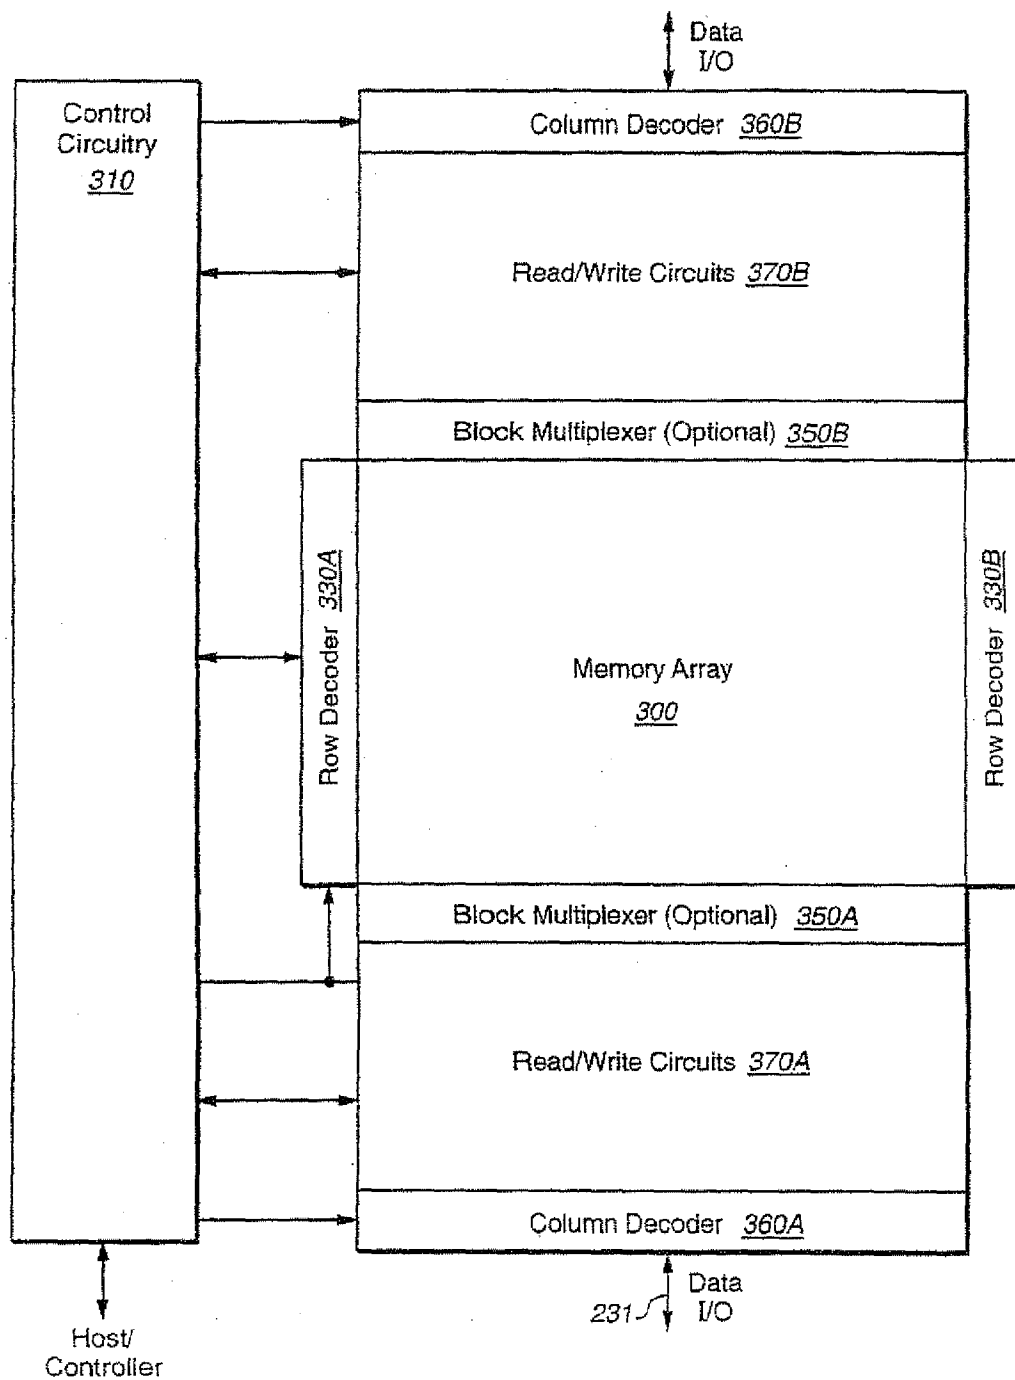 Data
I/O
Control
Circuitry
310
Column Decoder 360B
Read/Write Circuits 370B
Block Multiplexer (Optional) 350B
Row Decoder 330A
Memory Array
300
Row Decoder 330B
Block Multiplexer (Optional) 350A
Read/Write Circuits 370A
Column Decoder 360A
231
Data
I/O
Host/
Controller